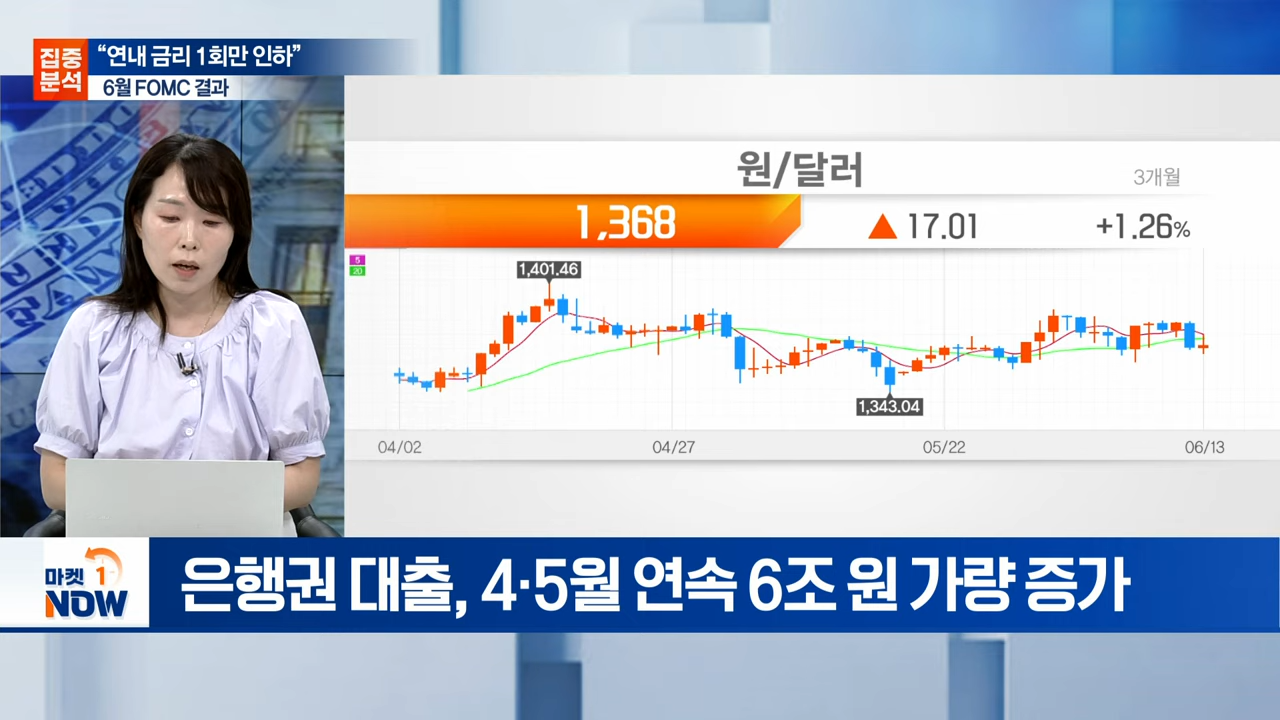 집중
분석
“연내 금리 1회만 인하”
6월 FOMC 결과
원/달러
3개월
1,368
▲ 17.01
+1.26%
5
20
1,401.46
1,343.04
04/02
04/27
05/22
06/13
마켓 1
NOW
은행권 대출, 4·5월 연속 6조 원 가량 증가